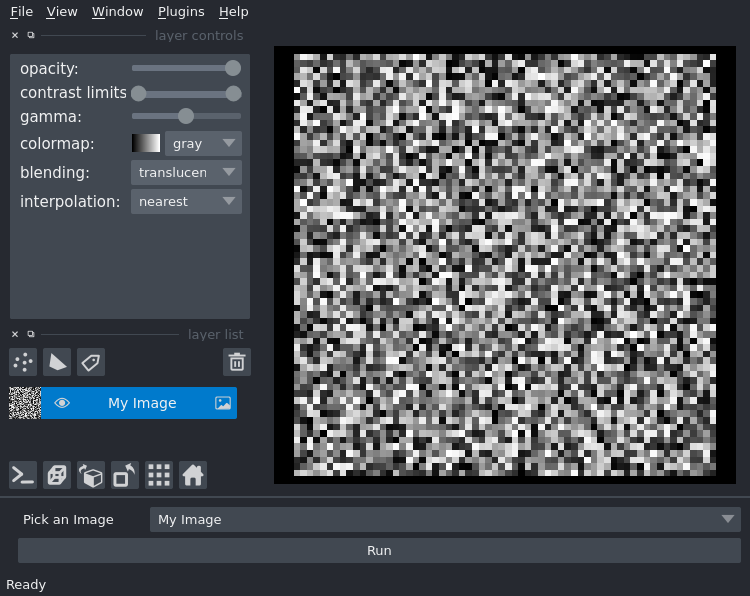 File View Window Plugins Help
layer controls
opacity:
contrast limits
gamma:
colormap: gray
blending: translucen
interpolation: nearest
layer list
My Image
Pick an Image My Image
Run
Ready